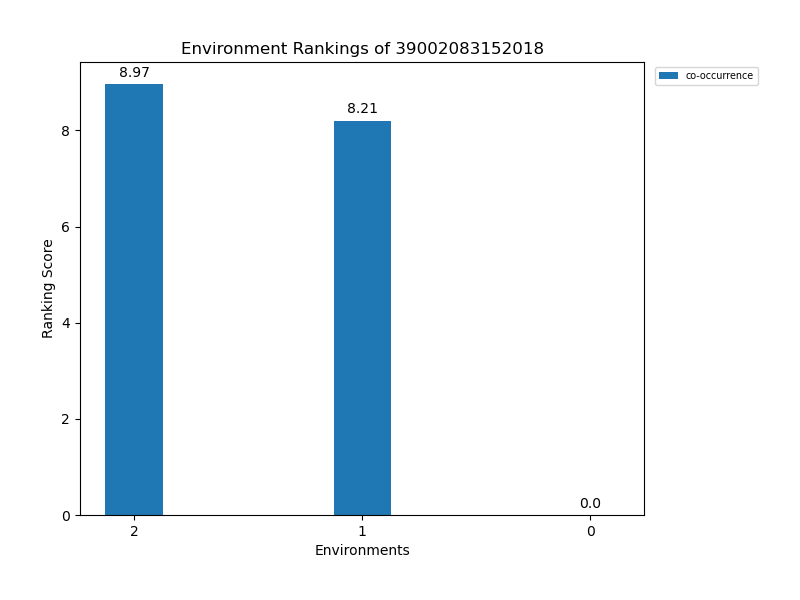 Environment Rankings of 39002083152018
co-occurrence
8.97
8.21
0.0
Ranking Score
8
6
4
2
0
2 1 0
Environments